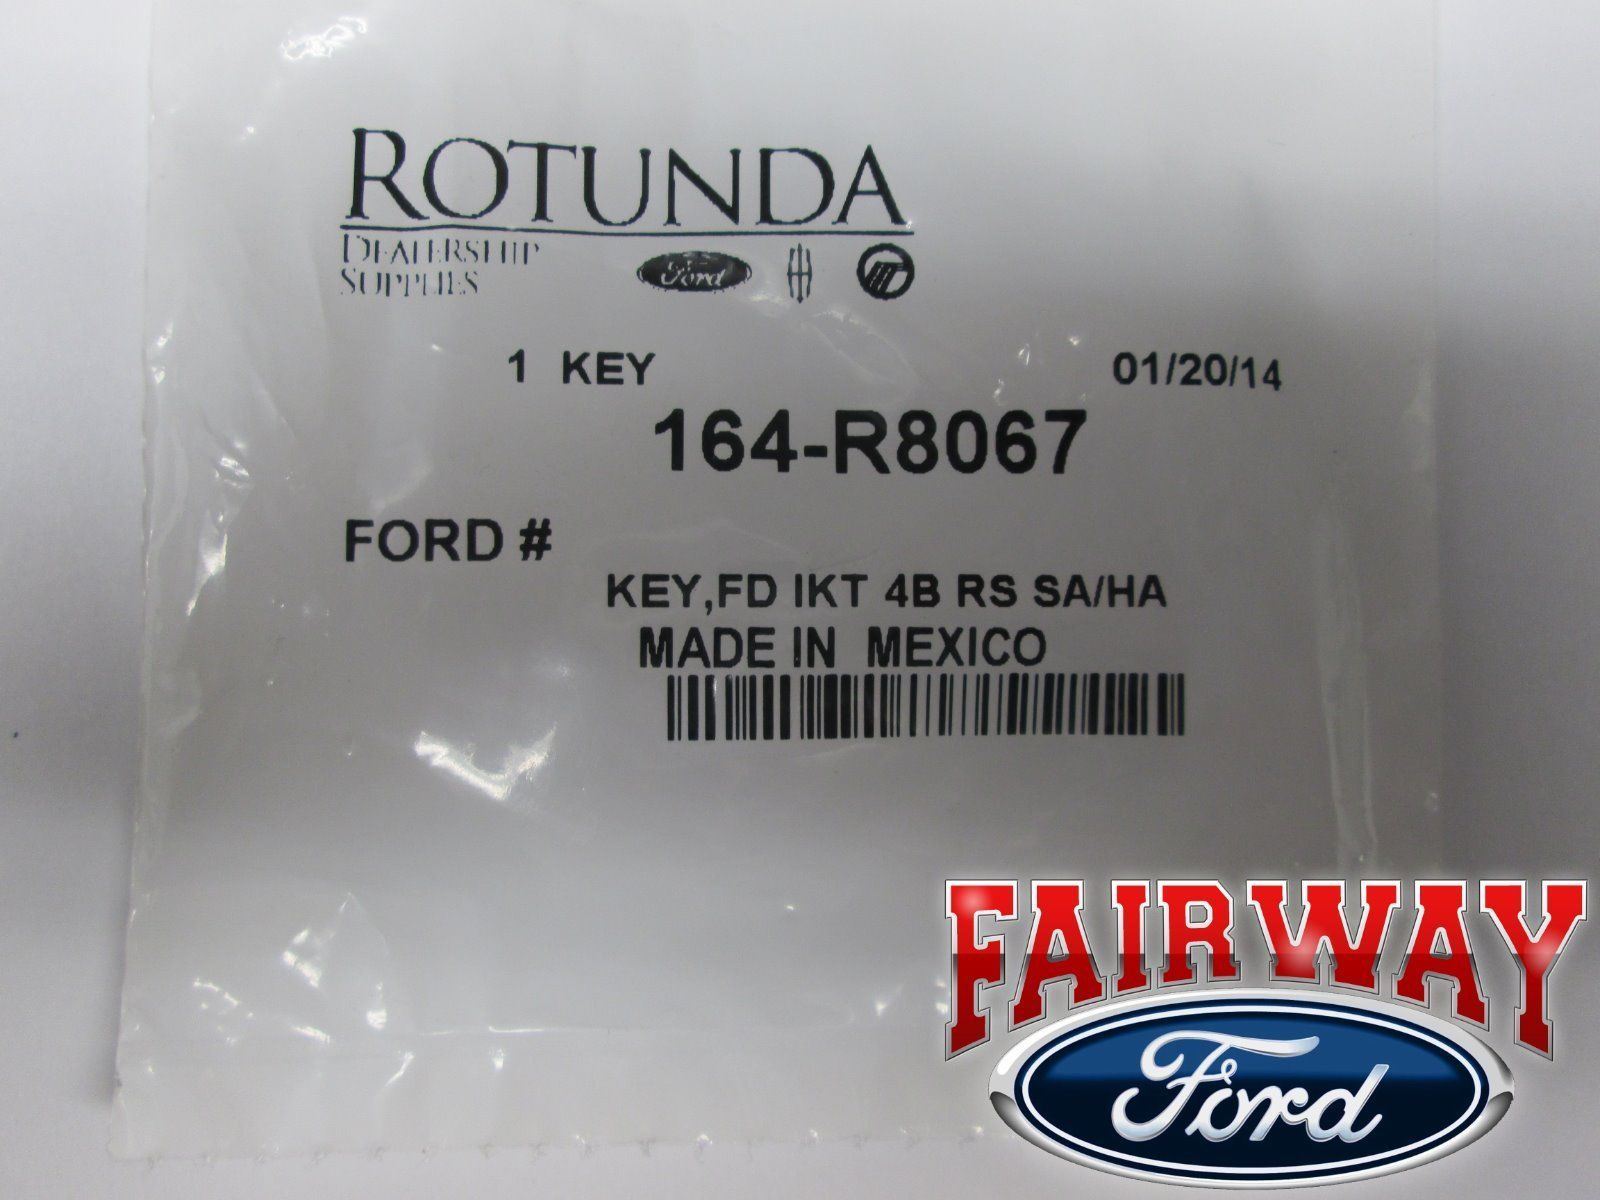 ROTUNDA
DEALERSHIP
SUPPLIES
Ford
1 KEY 01/20/14
164-R8067
FORD #
KEY,FD IKT 4B RS SA/HA
MADE IN MEXICO
FAIRWAY
Ford